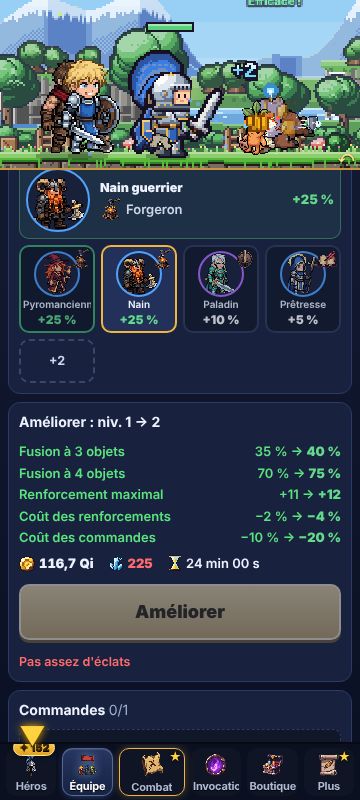 Efficace !
+2
Nain guerrier
Forgeron
+25 %
Pyromancienn
+25 %
Nain
+25 %
Paladin
+10 %
Prêtresse
+5 %
+2
Améliorer : niv. 1 → 2
Fusion à 3 objets 35 % → 40 %
Fusion à 4 objets 70 % → 75 %
Renforcement maximal +11 → +12
Coût des renforcements −2 % → −4 %
Coût des commandes −10 % → −20 %
116,7 Qi 225 24 min 00 s
Améliorer
Pas assez d'éclats
Commandes 0/1
Héros Équipe Combat Invocatic Boutique Plus